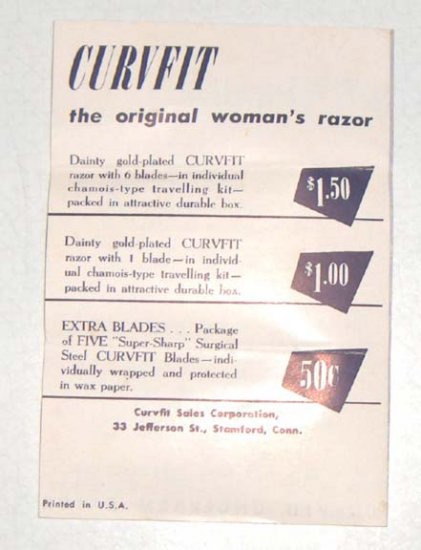 CURVFIT
the original woman's razor
Dainty gold-plated CURVFIT
razor with 6 blades—in individual
chamois-type travelling kit—
packed in attractive durable box.
$1.50
Dainty gold-plated CURVFIT
razor with 1 blade—in individ-
ual chamois-type travelling kit—
packed in attractive durable box.
$1.00
EXTRA BLADES . . . Package
of FIVE "Super-Sharp" Surgical
Steel CURVFIT Blades—indi-
vidually wrapped and protected
in wax paper.
50¢
Curvfit Sales Corporation,
33 Jefferson St., Stamford, Conn.
Printed in U.S.A.